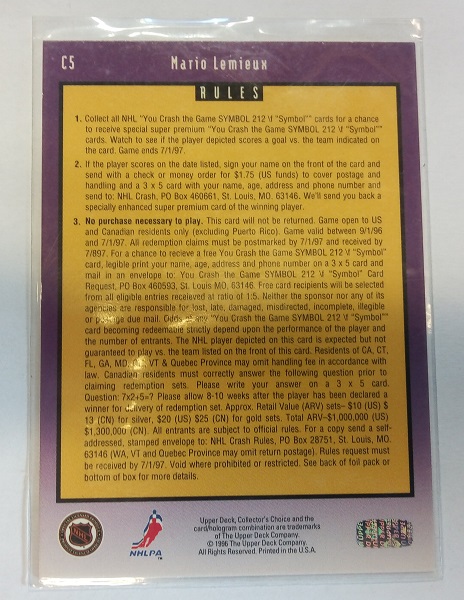 C5 Mario Lemieux
RULES
1. Collect all NHL "You Crash the Game SYMBOL 212 \f "Symbol"" cards for a chance
to receive special super premium "You Crash the Game SYMBOL 212 \f "Symbol""
cards. Watch to see if the player depicted scores a goal vs. the team indicated on
the card. Game ends 7/1/97.
2. If the player scores on the date listed, sign your name on the front of the card and
send with a check or money order for $1.75 (US funds) to cover postage and
handling and a 3 x 5 card with your name, age, address and phone number and
send to: NHL Crash, PO Box 460661, St. Louis, MO. 63146. We'll send you back a
specially enhanced super premium card of the winning player.
3. No purchase necessary to play. This card will not be returned. Game open to US
and Canadian residents only (excluding Puerto Rico). Game valid between 9/1/96
and 7/1/97. All redemption claims must be postmarked by 7/1/97 and received by
7/897. For a chance to recieve a free You Crash the Game SYMBOL 212 \f "Symbol"
card, legible print your name, age, address and phone number on a 3 x 5 card and
mail in an envelope to: You Crash the Game SYMBOL 212 \f "Symbol" Card
Request, PO Box 460593, St. Louis, MO, 63146. Free card recipients will be selected
from all eligible entries receieved at ratio of 1:5. Neither the sponsor nor any of its
agencies are responsible for lost, late, damaged, misdirected, incomplete, illegible
or postage due mail. Odds of any "You Crash the Game SYMBOL 212 \f "Symbol"
card becoming redeemable strictly depend upon the performance of the player and
the number of entrants. The NHL player depicted on this card is expected but not
guaranteed to play vs. the team listed on the front of this card. Residents of CA, CT,
FL, GA, MD, VT & Quebec Province may omit handling fee in accordance with
law. Canadian residents must correctly answer the following question prior to
claiming redemption sets. Please write your answer on a 3 x 5 card.
Question: 7x2+5=? Please allow 8-10 weeks after the player has been declared a
winner for delivery of redemption set. Approx. Retail Value (ARV) sets– $10 (US) $
13 (CN) for silver, $20 (US) $25 (CN) for gold sets. Total ARV–$1,000,000 (US)
$1,300,000 (CN). All entrants are subject to official rules. For a copy send a self-
addressed, stamped envelope to: NHL Crash Rules, PO Box 28751, St. Louis, MO.
63146 (WA, VT and Quebec Province may omit return postage). Rules request
must be received by 7/1/97. Void where prohibited or restricted. See back of foil pack or
bottom of box for more details.
NHL
NHLPA
™
Upper Deck, Collector's Choice and the
card/hologram combination are trademarks
of The Upper Deck Company.
© 1996 The Upper Deck Company.
All Rights Reserved. Printed in the U.S.A.